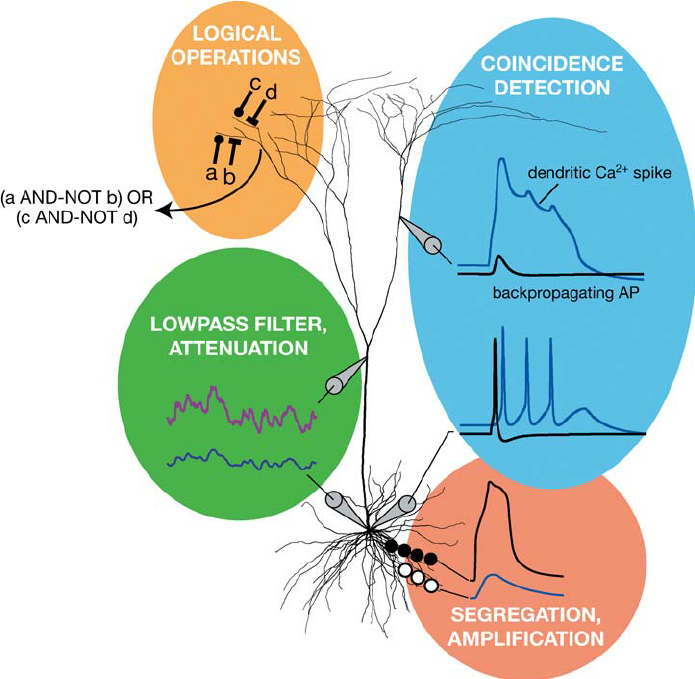 LOGICAL
OPERATIONS
c d
a b
(a AND-NOT b) OR
(c AND-NOT d)
COINCIDENCE
DETECTION
dendritic Ca²⁺ spike
backpropagating AP
LOWPASS FILTER,
ATTENUATION
SEGREGATION,
AMPLIFICATION